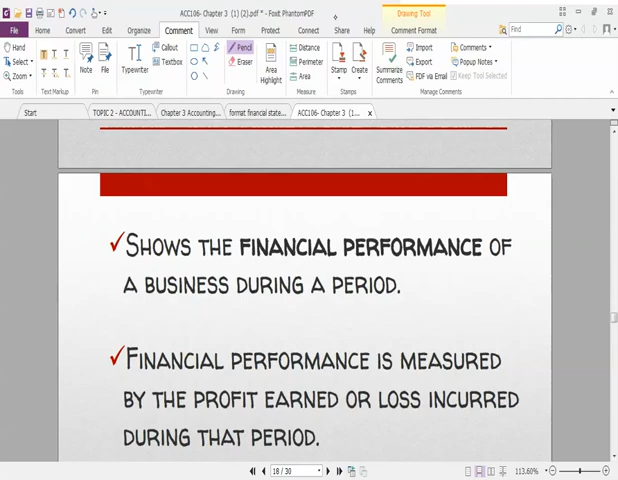 ACC106- Chapter 3 (1) (2).pdf * - Foxit PhantomPDF
Drawing Tool
File Home Convert Edit Organize Comment View Form Protect Share Connect Help Comment Format
Find
Hand
Select
Zoom
Tools
Text Markup
Note
File
Pin
Typewriter
Callout
Textbox
Typewriter
Pencil
Eraser
Drawing
Area Highlight
Distance
Perimeter
Area
Measure
Stamp
Create
Stamps
Summarize Comments
Import
Export
FDF via Email
Comments
Popup Notes
Keep Tool Selected
Manage Comments
Start
TOPIC 2 - ACCOUNTI...
Chapter 3 Accounting...
format financial state...
ACC106- Chapter 3 (1...
SHOWS THE FINANCIAL PERFORMANCE OF
A BUSINESS DURING A PERIOD.
FINANCIAL PERFORMANCE IS MEASURED
BY THE PROFIT EARNED OR LOSS INCURRED
DURING THAT PERIOD.
18 / 30
113.60%